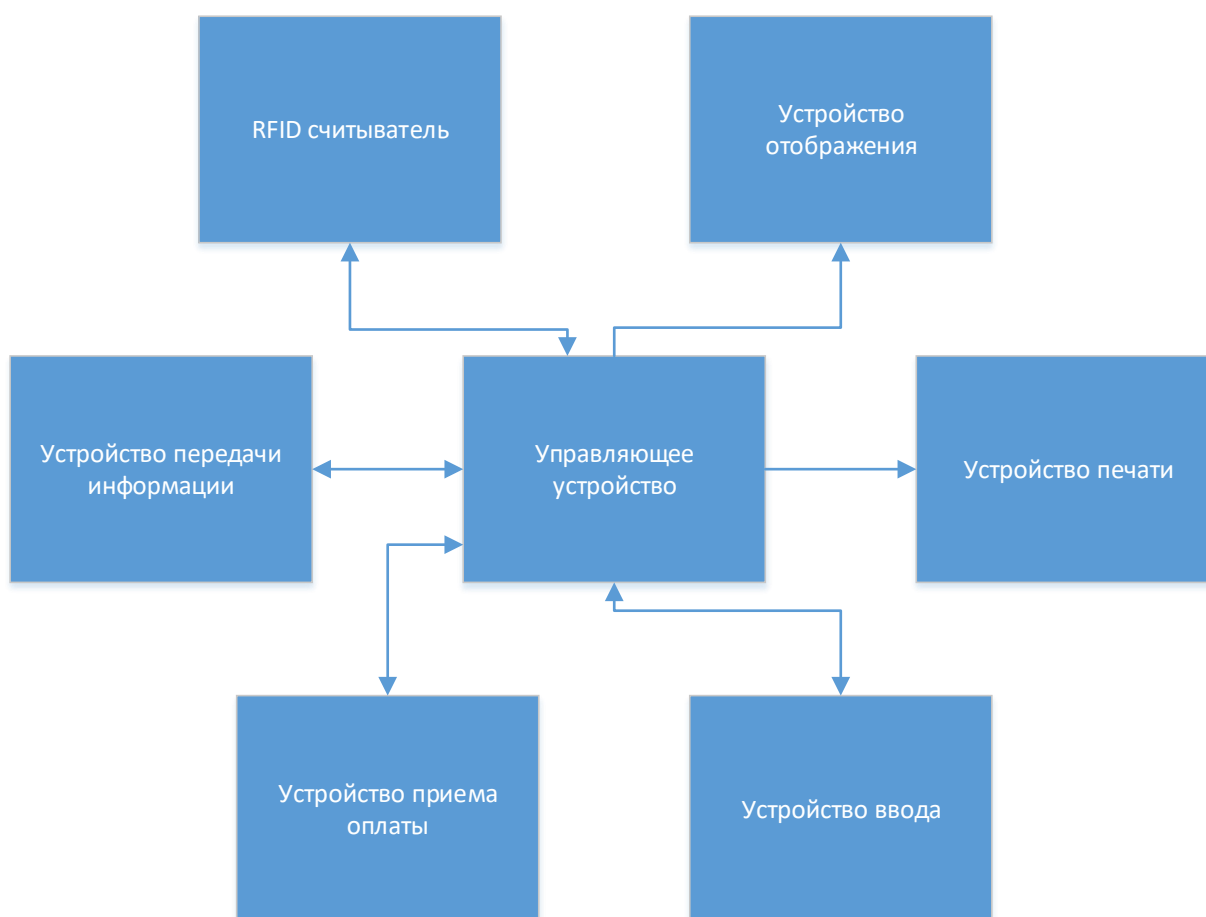 RFID считыватель
Устройство
отображения
Устройство передачи
информации
Управляющее
устройство
Устройство печати
Устройство приема
оплаты
Устройство ввода